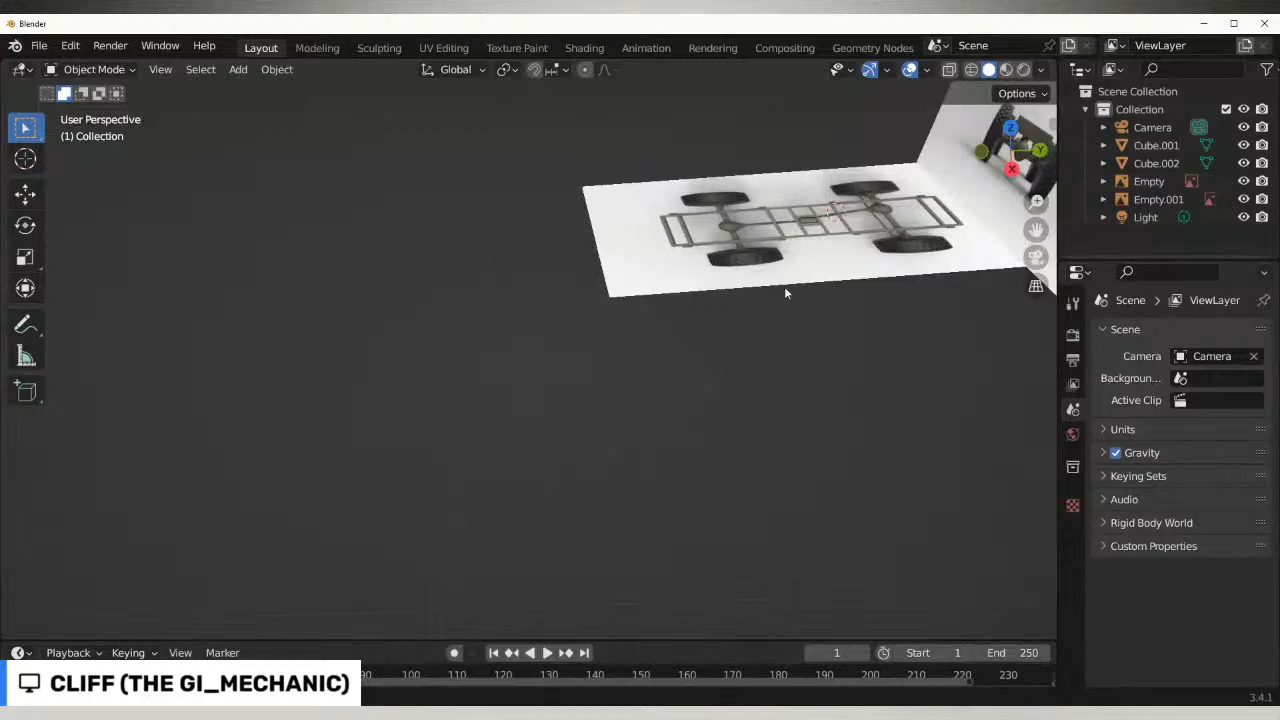 Blender
File Edit Render Window Help
Layout Modeling Sculpting UV Editing Texture Paint Shading Animation Rendering Compositing Geometry Nodes
Scene ViewLayer
Object Mode View Select Add Object Global
Options
User Perspective
(1) Collection
Z
Y
X
Scene Collection
Collection
Camera
Cube.001
Cube.002
Empty
Empty.001
Light
Scene > ViewLayer
Scene
Camera Camera
Backgroun...
Active Clip
Units
Gravity
Keying Sets
Audio
Rigid Body World
Custom Properties
Playback Keying View Marker 1 Start 1 End 250
90 100 110 120 130 140 150 160 170 180 190 200 210 220 230
CLIFF (THE GI_MECHANIC)
3.4.1